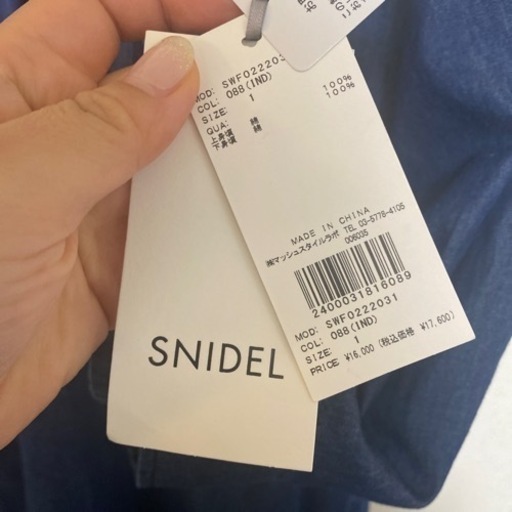 MOD: SWF0222031
COL: 088(IND)
SIZE: 1
QUA:
上身頃 綿 100%
下身頃 綿 100%
MADE IN CHINA
㈱マッシュスタイルラボ TEL 03-5778-4105
006035
2400031816089
MOD: SWF0222031
COL: 088(IND)
SIZE: 1
PRICE: ¥16,000 (税込価格 ¥17,600)
SNIDEL